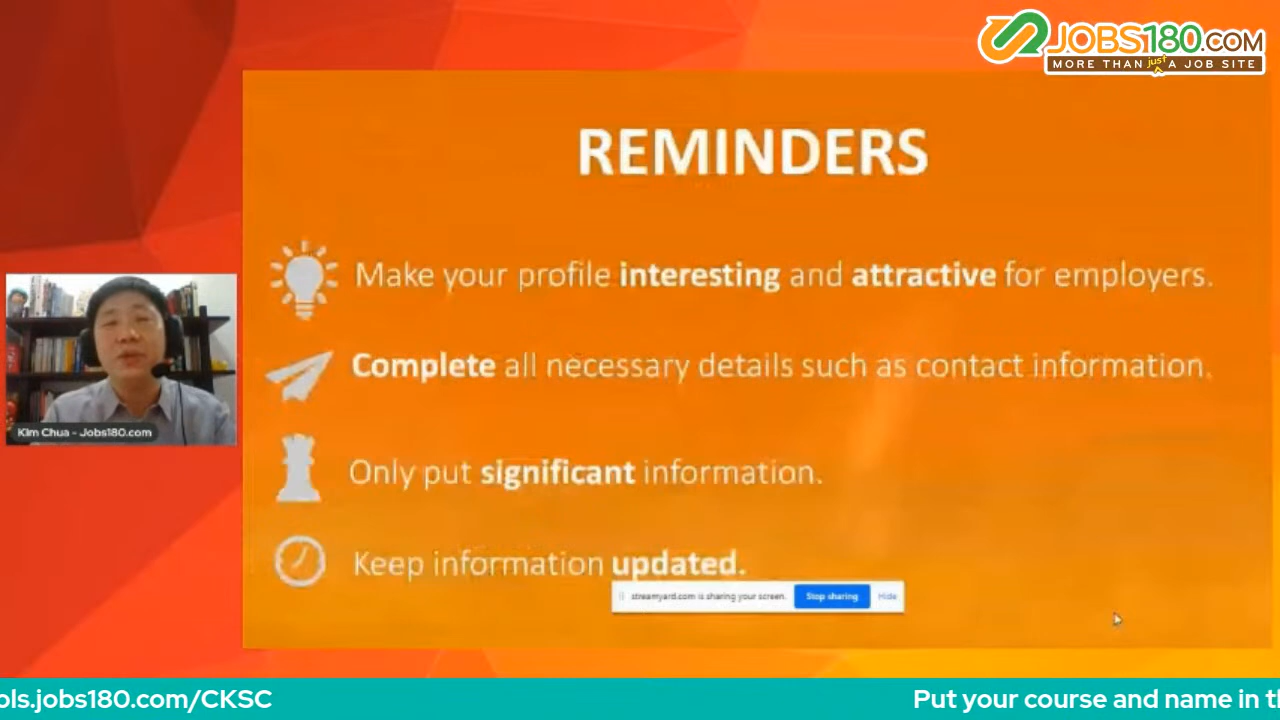 JOBS180.COM
MORE THAN just A JOB SITE
REMINDERS
Make your profile interesting and attractive for employers.
Complete all necessary details such as contact information.
Kim Chua - Jobs180.com
Only put significant information.
Keep information updated.
streamyard.com is sharing your screen. Stop sharing Hide
ols.jobs180.com/CKSC
Put your course and name in th